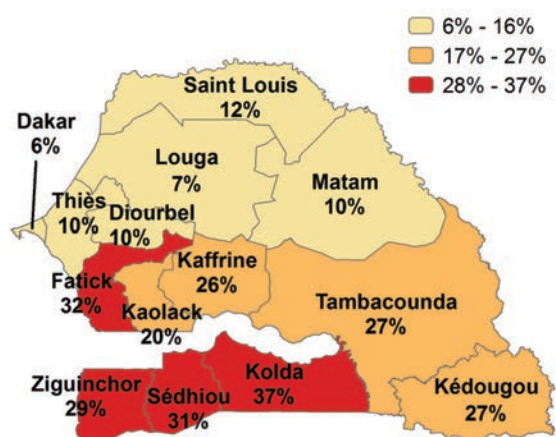 6% - 16%
17% - 27%
28% - 37%
Saint Louis
12%
Dakar
6%
Louga
7%
Matam
10%
Thiès
10%
Diourbel
10%
Kaffrine
26%
Fatick
32%
Kaolack
20%
Tambacounda
27%
Ziguinchor
29%
Sédhiou
31%
Kolda
37%
Kédougou
27%